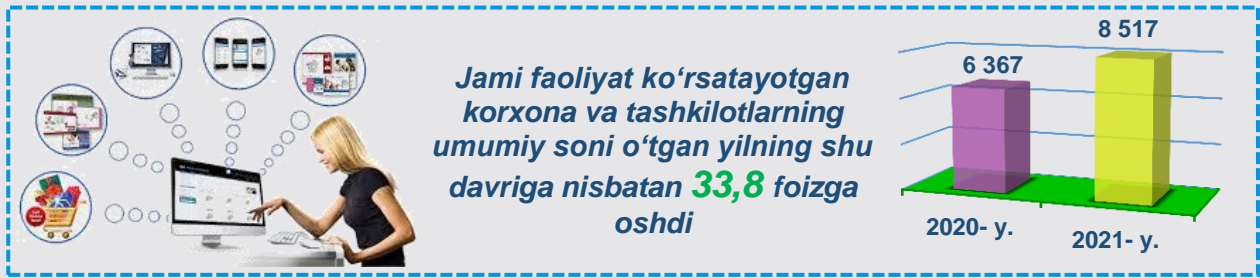 Jami faoliyat ko‘rsatayotgan
korxona va tashkilotlarning
umumiy soni o‘tgan yilning shu
davriga nisbatan 33,8 foizga
oshdi
8 517
6 367
2020- y.
2021- y.